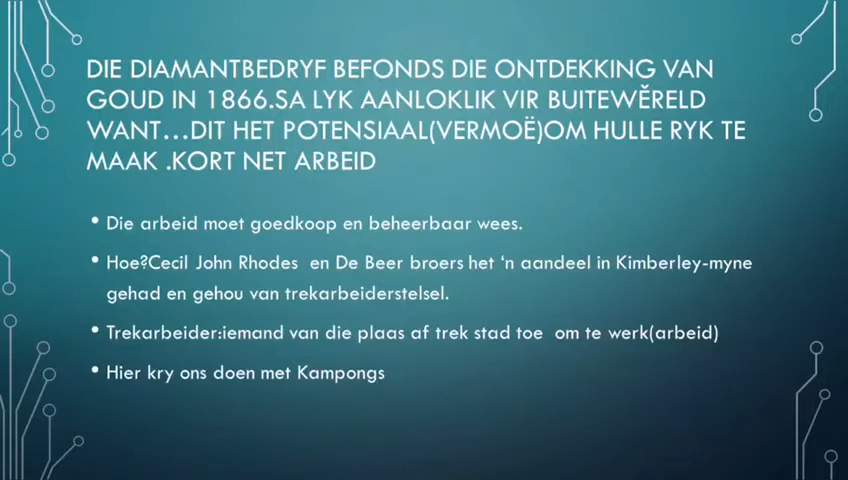 DIE DIAMANTBEDRYF BEFONDS DIE ONTDEKKING VAN
GOUD IN 1866.SA LYK AANLOKLIK VIR BUITEWĚRELD
WANT...DIT HET POTENSIAAL(VERMOË)OM HULLE RYK TE
MAAK .KORT NET ARBEID
• Die arbeid moet goedkoop en beheerbaar wees.
• Hoe?Cecil John Rhodes en De Beer broers het ‘n aandeel in Kimberley-myne
gehad en gehou van trekarbeiderstelsel.
• Trekarbeider:iemand van die plaas af trek stad toe om te werk(arbeid)
• Hier kry ons doen met Kampongs